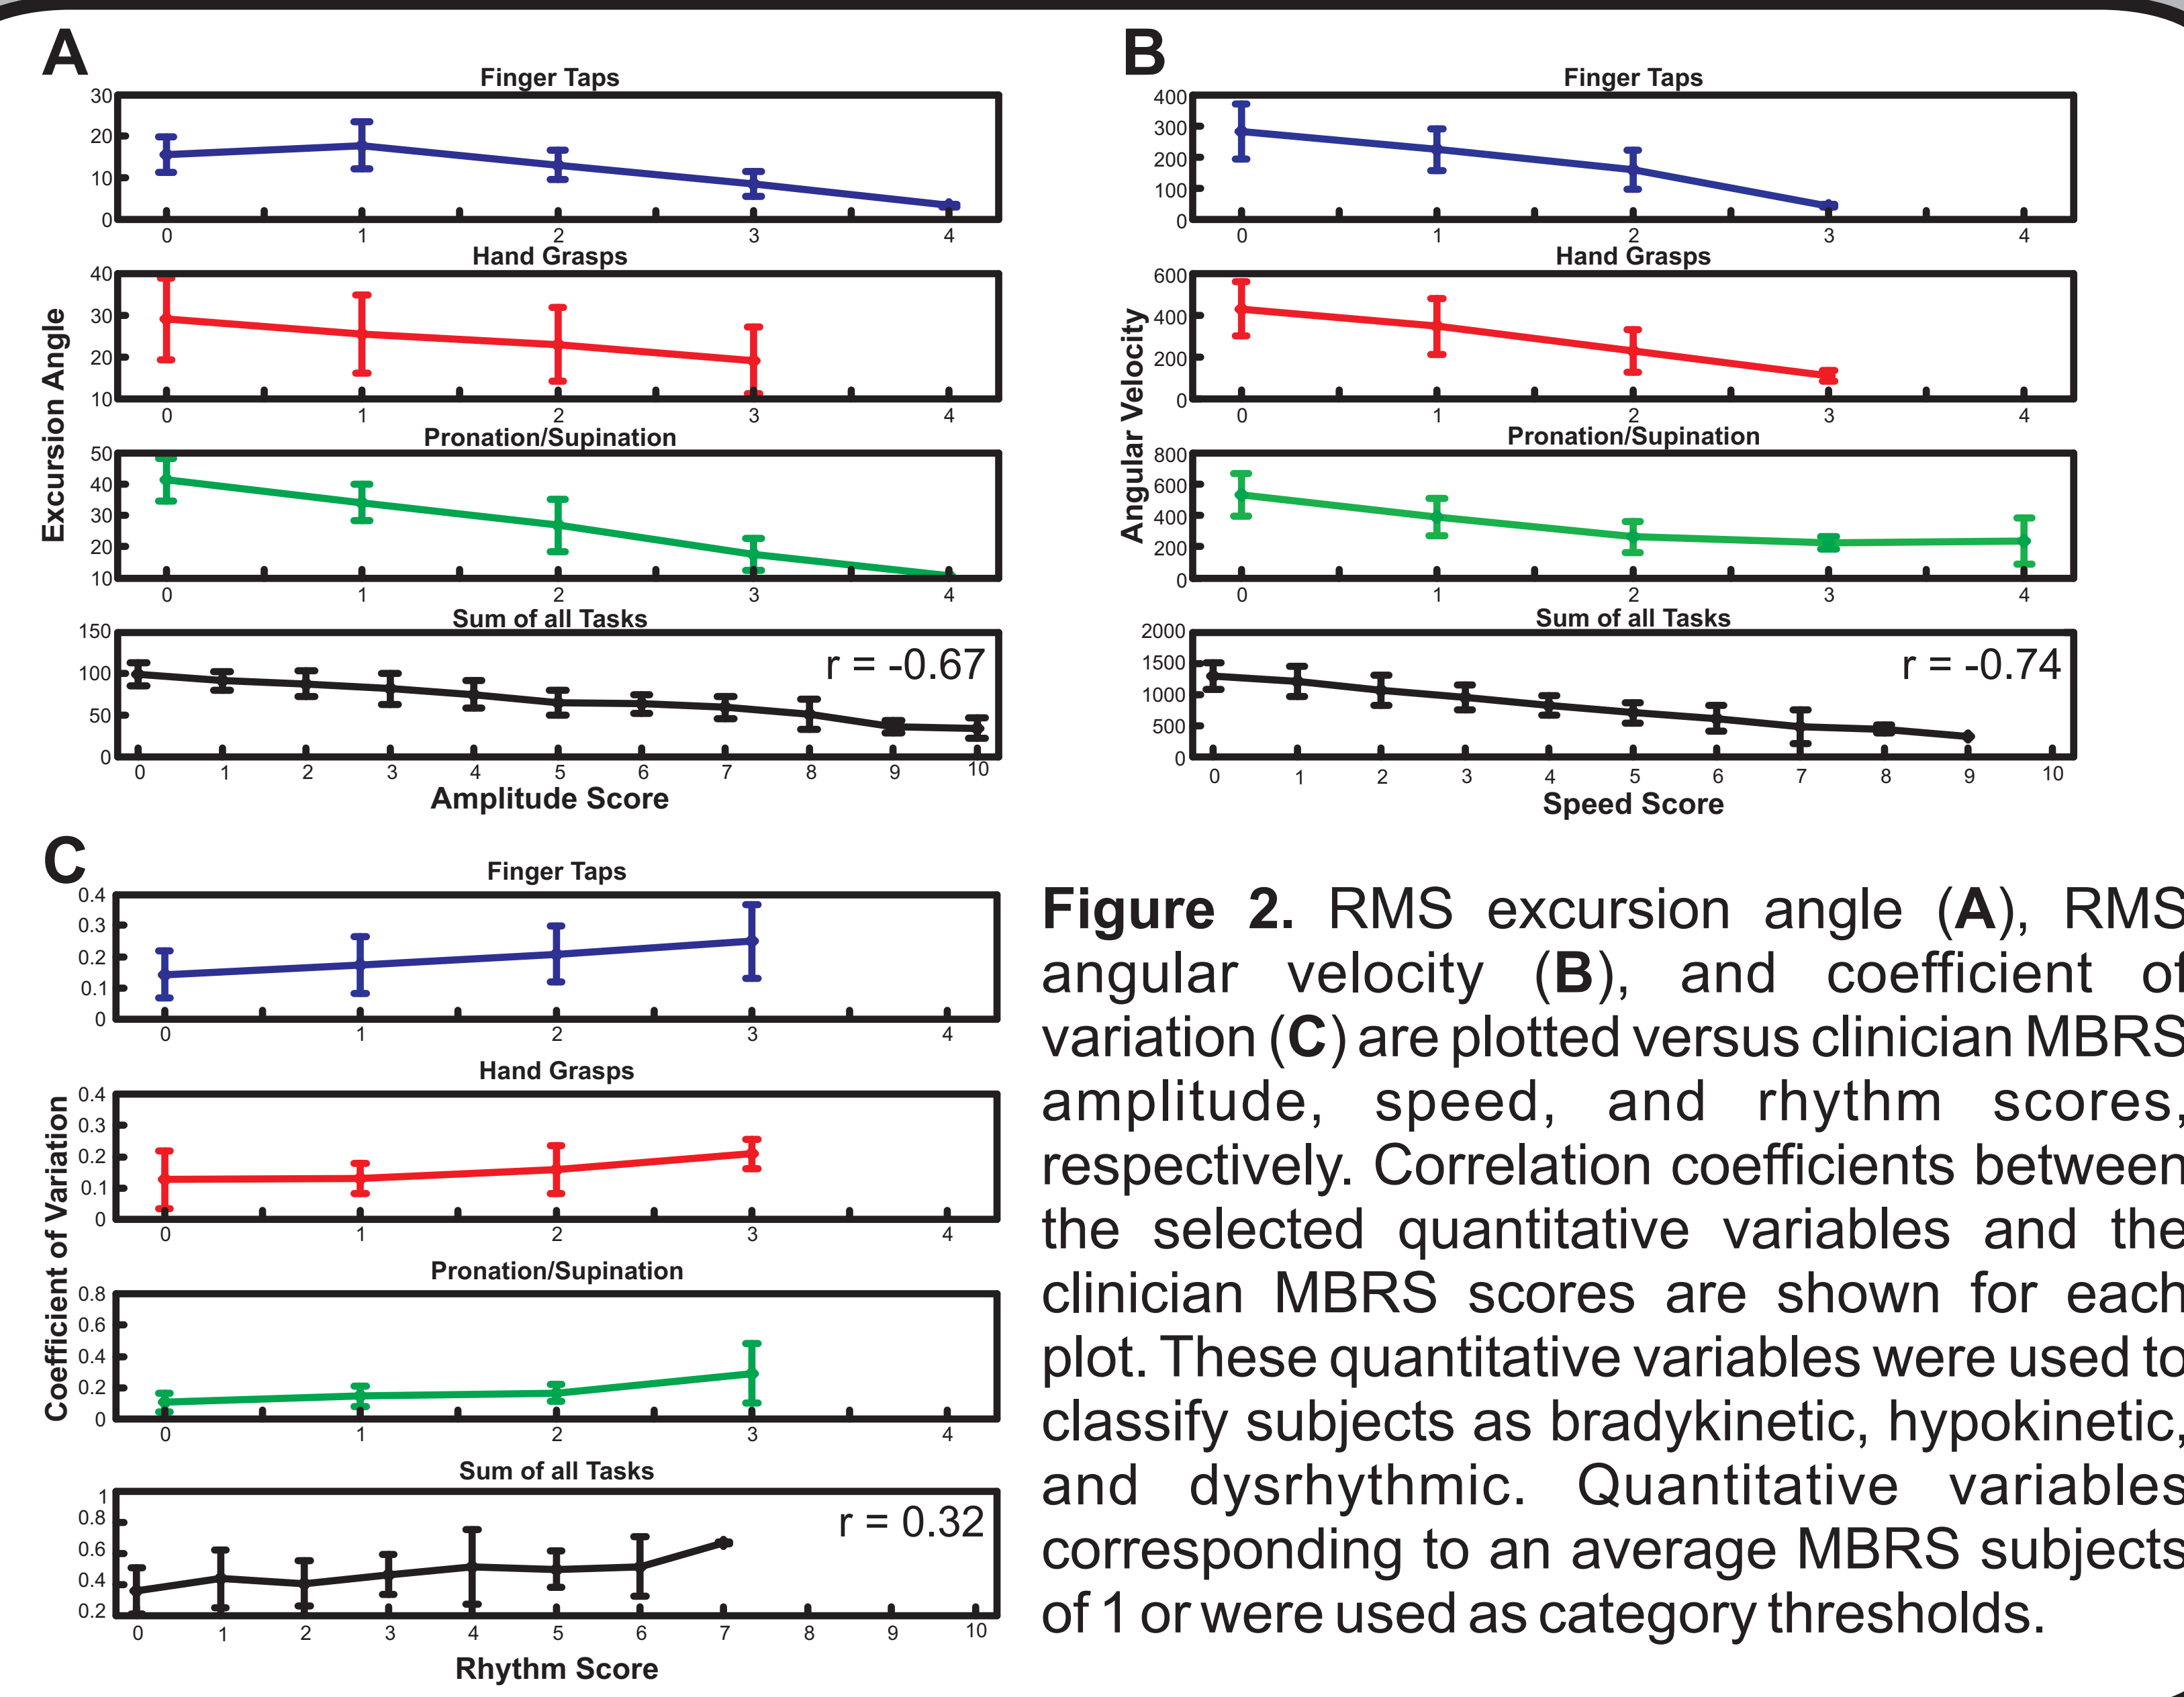 A
Finger Taps
30
20
10
0
0 1 2 3 4
Hand Grasps
40
30
20
10
0 1 2 3 4
Pronation/Supination
50
40
30
20
10
0 1 2 3 4
Sum of all Tasks
150
100
50
0
r = -0.67
0 1 2 3 4 5 6 7 8 9 10
Excursion Angle
Amplitude Score
B
Finger Taps
400
300
200
100
0
0 1 2 3 4
Hand Grasps
600
400
200
0
0 1 2 3 4
Pronation/Supination
800
600
400
200
0
0 1 2 3 4
Sum of all Tasks
2000
1500
1000
500
0
r = -0.74
0 1 2 3 4 5 6 7 8 9 10
Angular Velocity
Speed Score
C
Finger Taps
0.4
0.3
0.2
0.1
0
0 1 2 3 4
Hand Grasps
0.4
0.3
0.2
0.1
0
0 1 2 3 4
Pronation/Supination
0.8
0.6
0.4
0.2
0
0 1 2 3 4
Sum of all Tasks
1
0.8
0.6
0.4
0.2
r = 0.32
0 1 2 3 4 5 6 7 8 9 10
Coefficient of Variation
Rhythm Score
Figure 2. RMS excursion angle (A), RMS
angular velocity (B), and coefficient of
variation (C) are plotted versus clinician MBRS
amplitude, speed, and rhythm scores,
respectively. Correlation coefficients between
the selected quantitative variables and the
clinician MBRS scores are shown for each
plot. These quantitative variables were used to
classify subjects as bradykinetic, hypokinetic,
and dysrhythmic. Quantitative variables
corresponding to an average MBRS subjects
of 1 or were used as category thresholds.